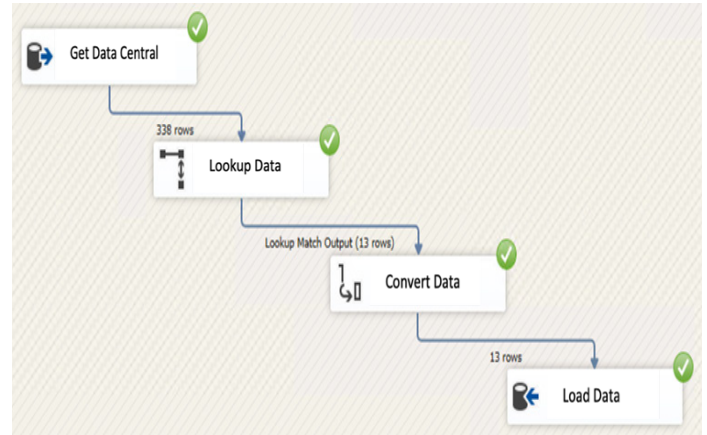 Get Data Central
338 rows
Lookup Data
Lookup Match Output (13 rows)
Convert Data
13 rows
Load Data